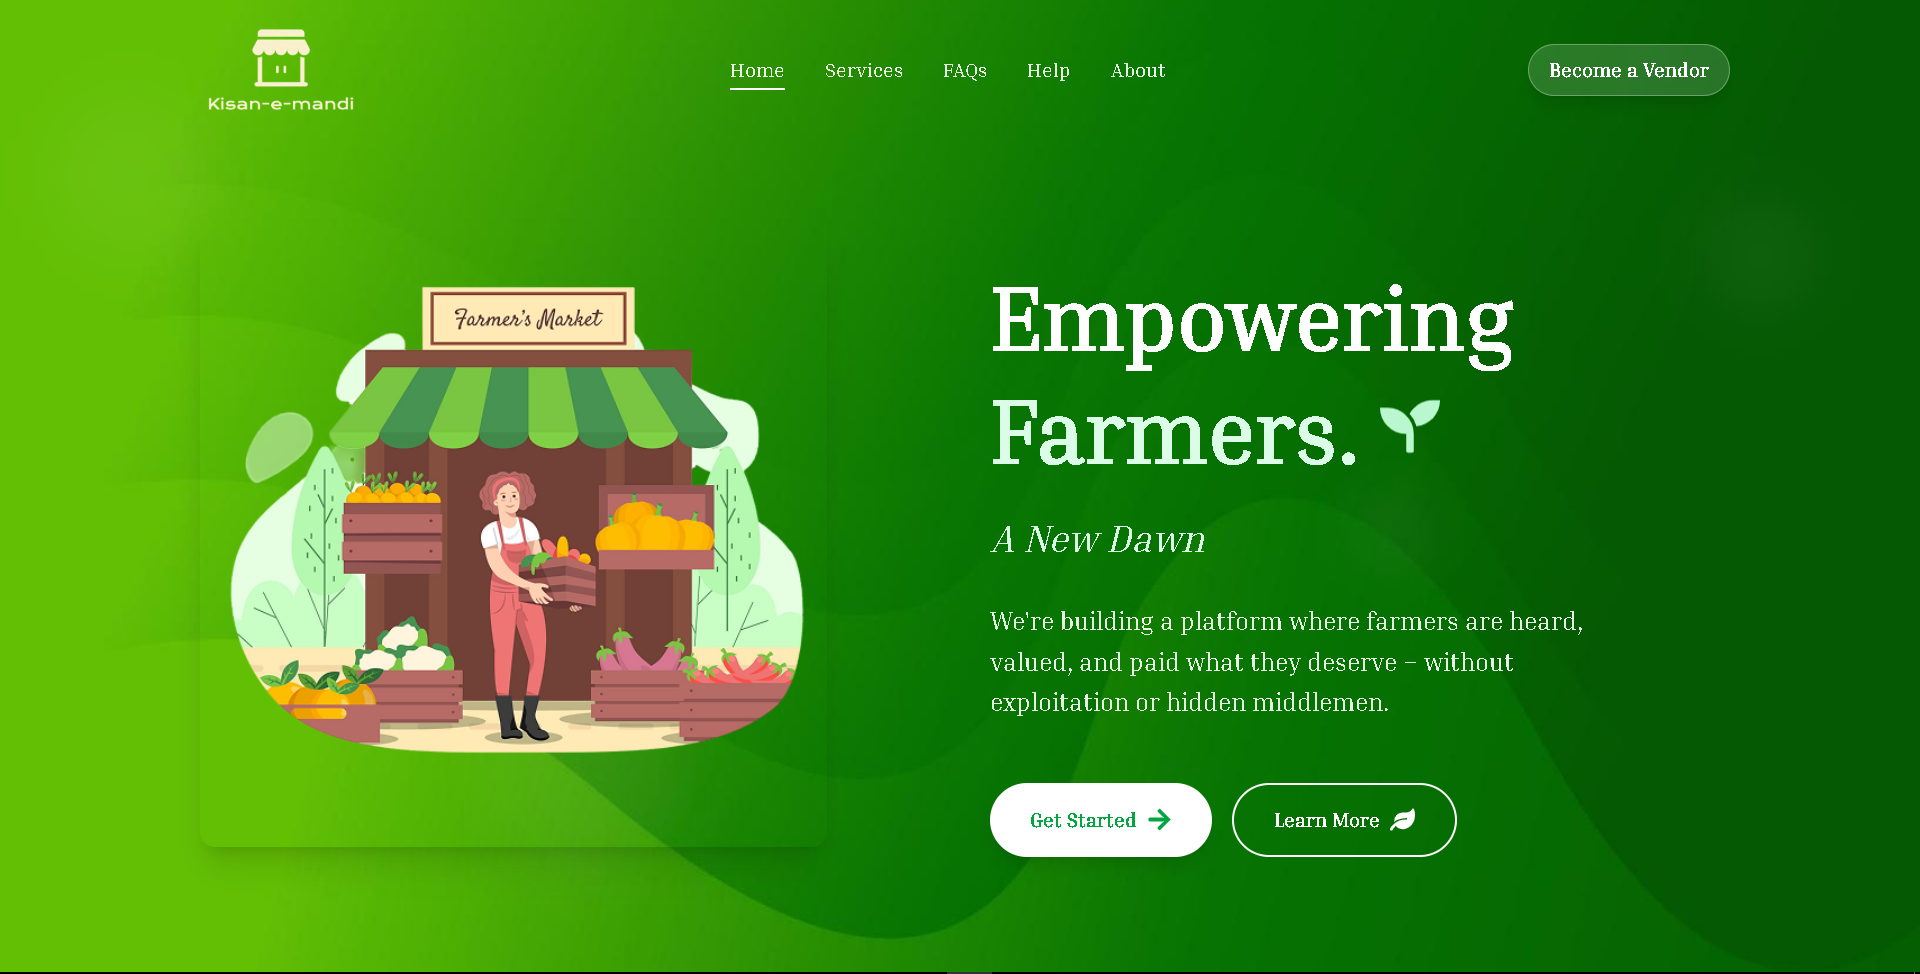 Kisan-e-mandi
Home
Services
FAQs
Help
About
Become a Vendor
Farmer's Market
Empowering
Farmers.
A New Dawn
We're building a platform where farmers are heard,
valued, and paid what they deserve – without
exploitation or hidden middlemen.
Get Started
Learn More